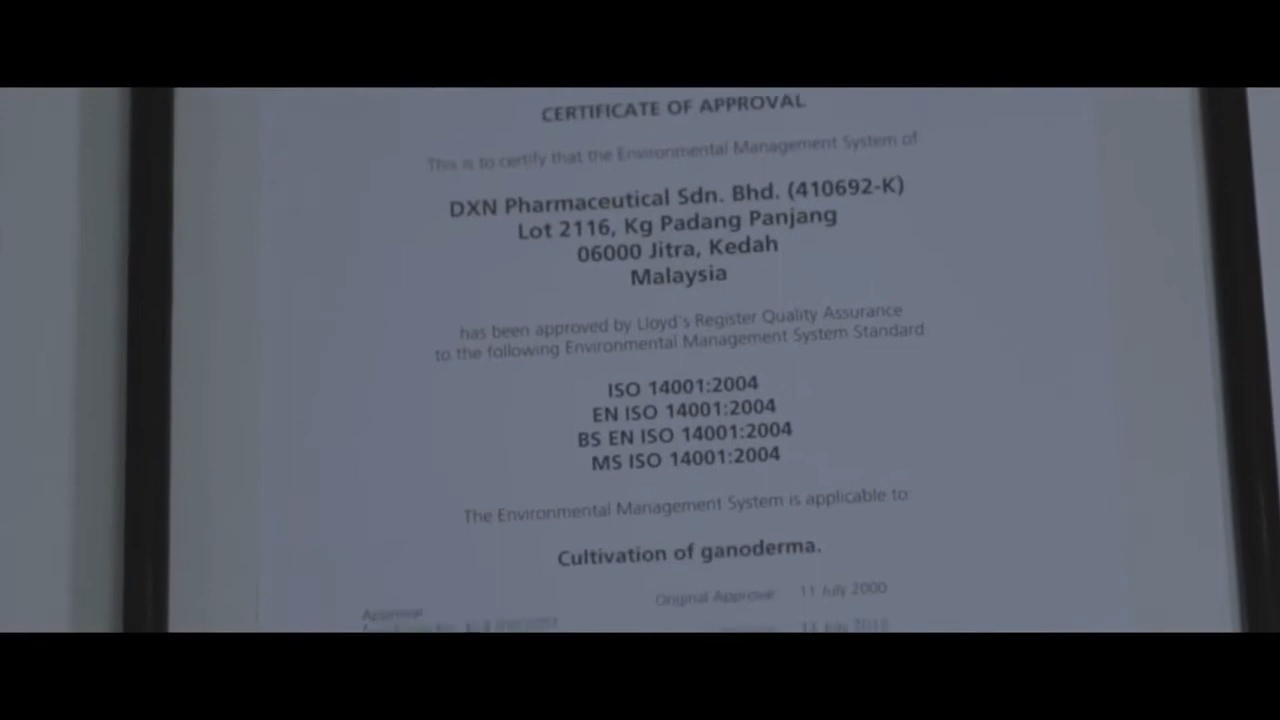 CERTIFICATE OF APPROVAL
This is to certify that the Environmental Management System of
DXN Pharmaceutical Sdn. Bhd. (410692-K)
Lot 2116, Kg Padang Panjang
06000 Jitra, Kedah
Malaysia
has been approved by Lloyd's Register Quality Assurance
to the following Environmental Management System Standard
ISO 14001:2004
EN ISO 14001:2004
BS EN ISO 14001:2004
MS ISO 14001:2004
The Environmental Management System is applicable to
Cultivation of ganoderma.
Original Approval 11 July 2000
Approval